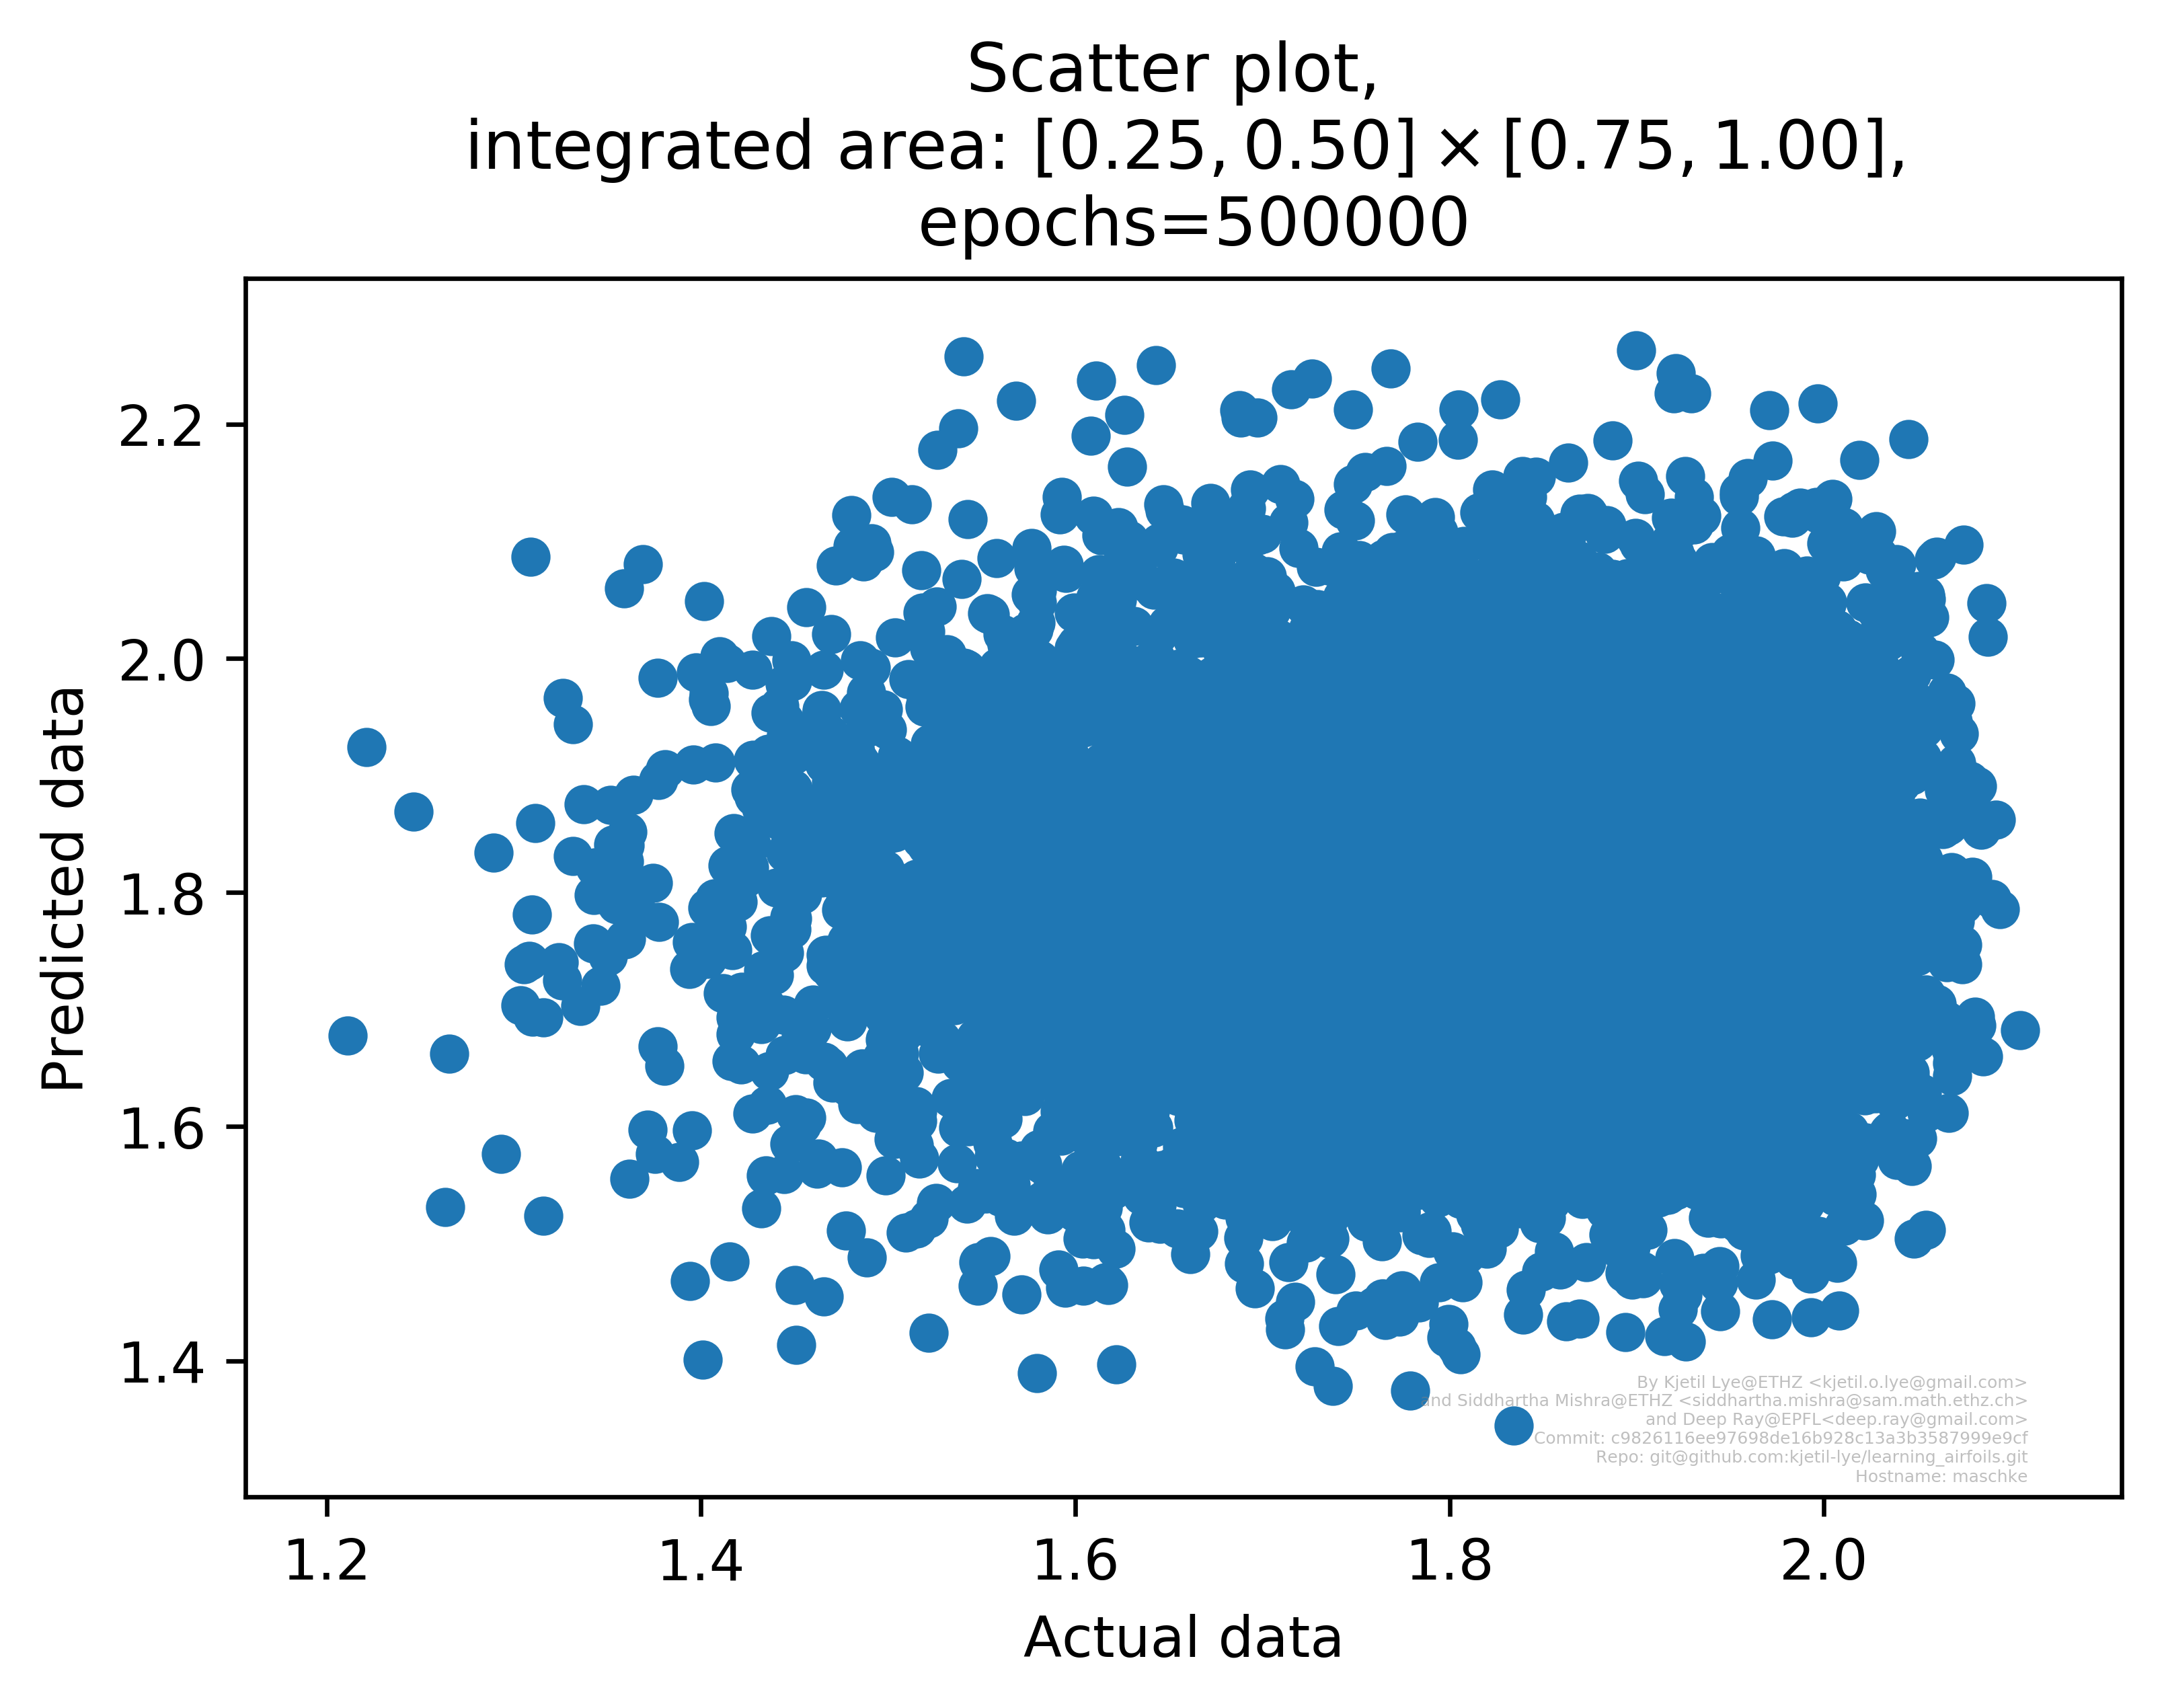 Scatter plot,
integrated area: [0.25, 0.50] × [0.75, 1.00],
epochs=500000
Predicted data
2.2
2.0
1.8
1.6
1.4
1.2
1.4
1.6
1.8
2.0
Actual data
By Kjetil Lye@ETHZ <kjetil.o.lye@gmail.com>
and Siddhartha Mishra@ETHZ <siddhartha.mishra@sam.math.ethz.ch>
and Deep Ray@EPFL<deep.ray@gmail.com>
Commit: c9826116ee97698de16b928c13a3b3587999e9cf
Repo: git@github.com:kjetil-lye/learning_airfoils.git
Hostname: maschke